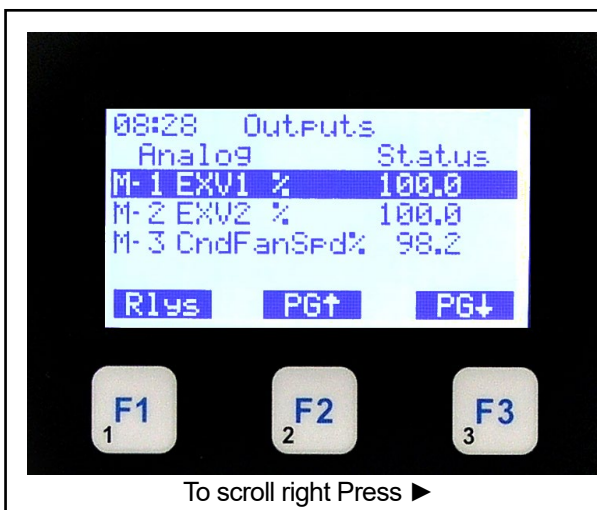 08:28 Outputs
Analog Status
M- 1 EXV1 % 100.0
M- 2 EXV2 % 100.0
M- 3 CndFanSpd% 98.2
Rlys PG↑ PG↓
F1 F2 F3
1 2 3
To scroll right Press ►